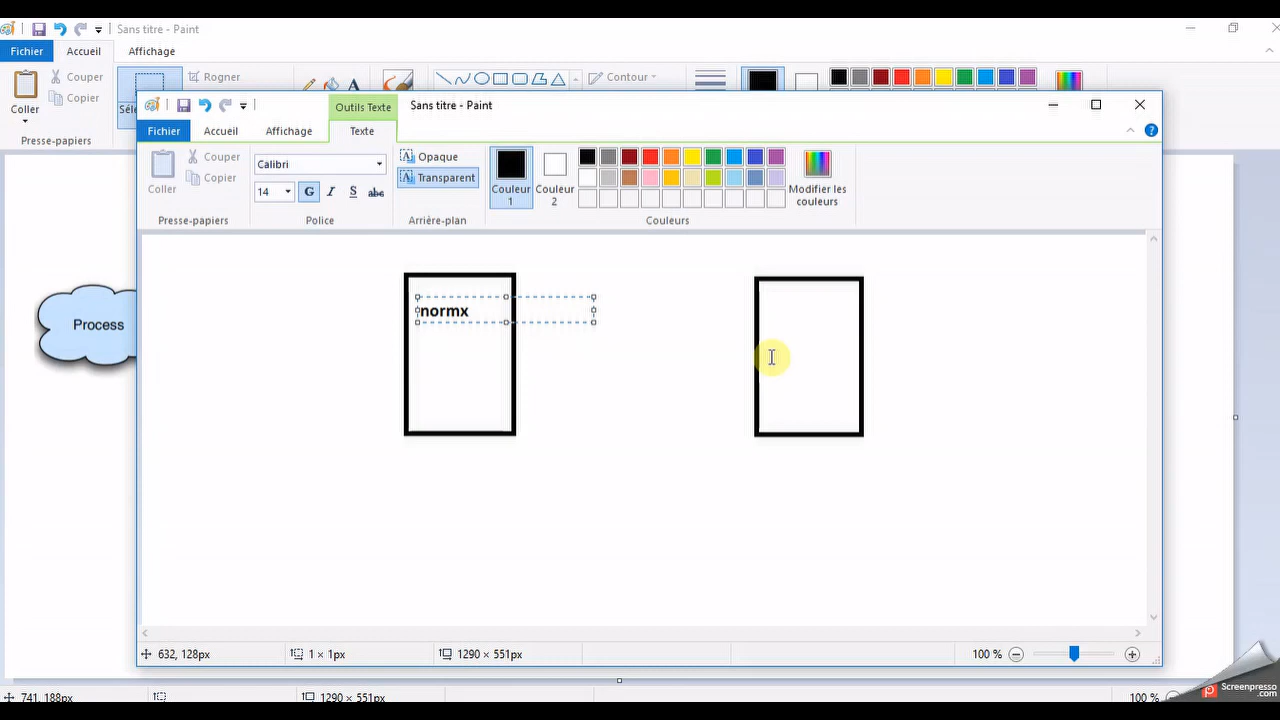 Sans titre - Paint
Fichier
Accueil
Affichage
Coller
Couper
Copier
Presse-papiers
Rogner
Contour
Process
Outils Texte
Sans titre - Paint
Fichier
Accueil
Affichage
Texte
Coller
Couper
Copier
Presse-papiers
Calibri
14
G I S abc
Police
Opaque
Transparent
Arrière-plan
Couleur 1
Couleur 2
Modifier les couleurs
Couleurs
normx
632, 128px
1 × 1px
1290 × 551px
100 %
741, 188px
1290 × 551px
100 %
Screenpresso
.com